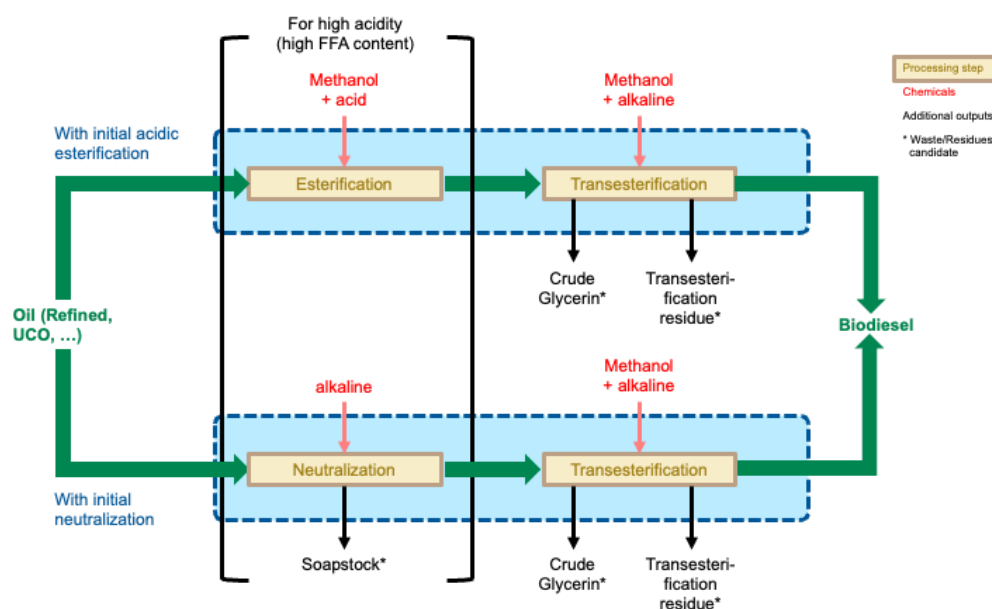 For high acidity
(high FFA content)
Methanol
+ acid
Methanol
+ alkaline
Processing step
Chemicals
Additional outputs
* Waste/Residues
candidate
With initial acidic
esterification
Esterification
Transesterification
Crude
Glycerin*
Transesteri-
fication
residue*
Oil (Refined,
UCO, ...)
Biodiesel
alkaline
Methanol
+ alkaline
Neutralization
Transesterification
With initial
neutralization
Soapstock*
Crude
Glycerin*
Transesteri-
fication
residue*